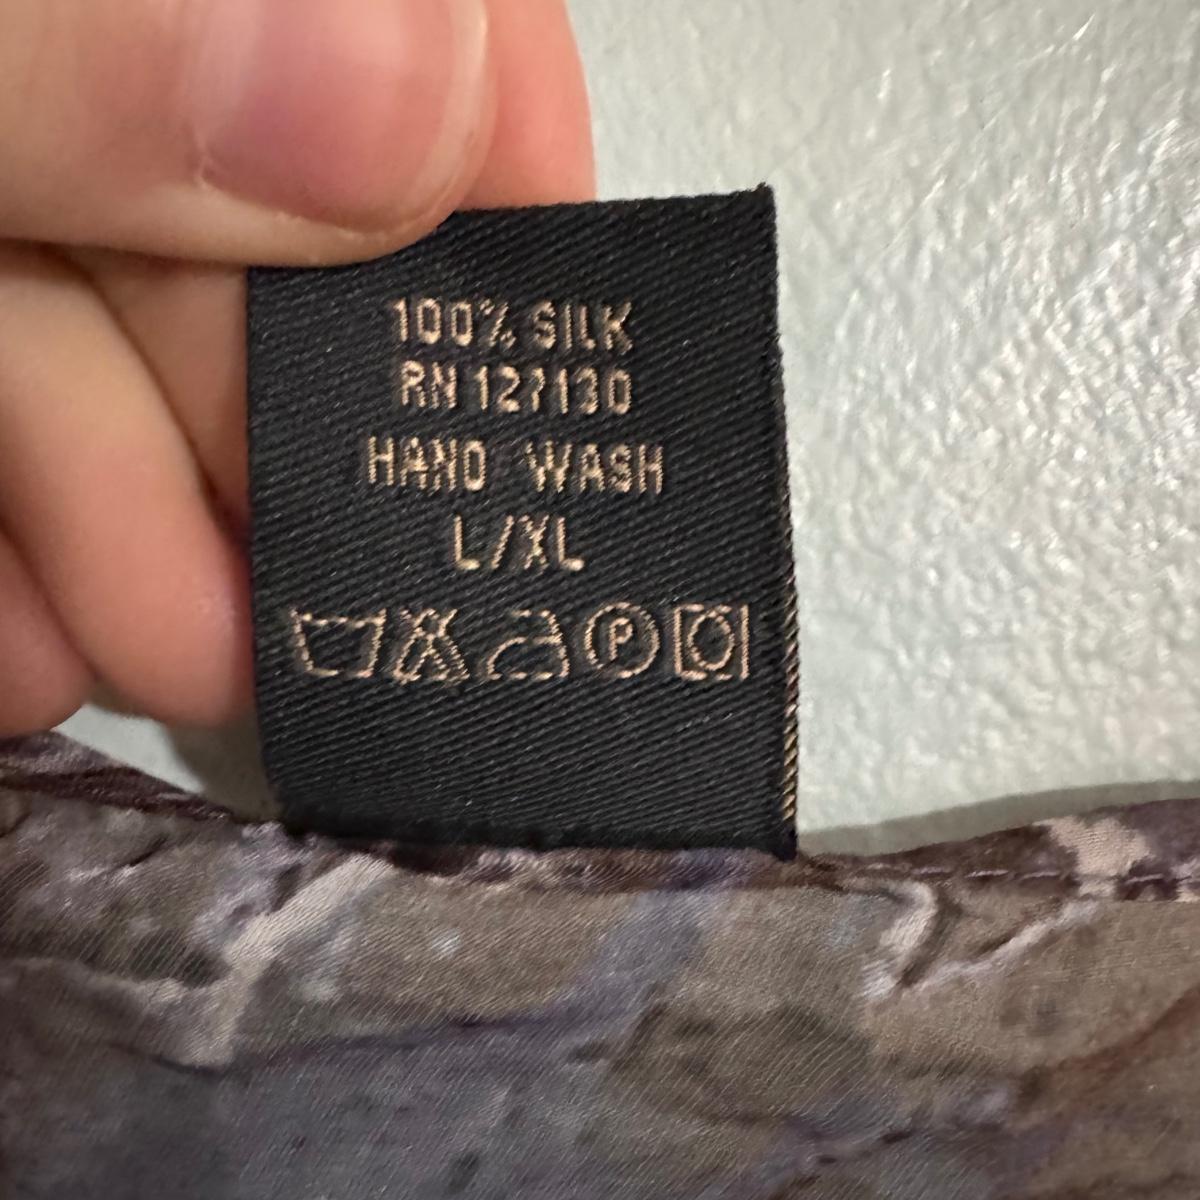 100% SILK
RN 127130
HAND WASH
L/XL
P